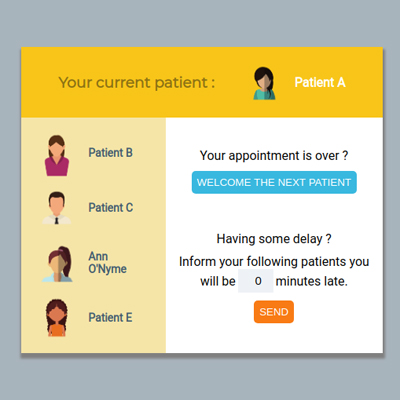 Your current patient :
Patient A
Patient B
Patient C
Ann
O'Nyme
Patient E
Your appointment is over ?
WELCOME THE NEXT PATIENT
Having some delay ?
Inform your following patients you
will be 0 minutes late.
SEND